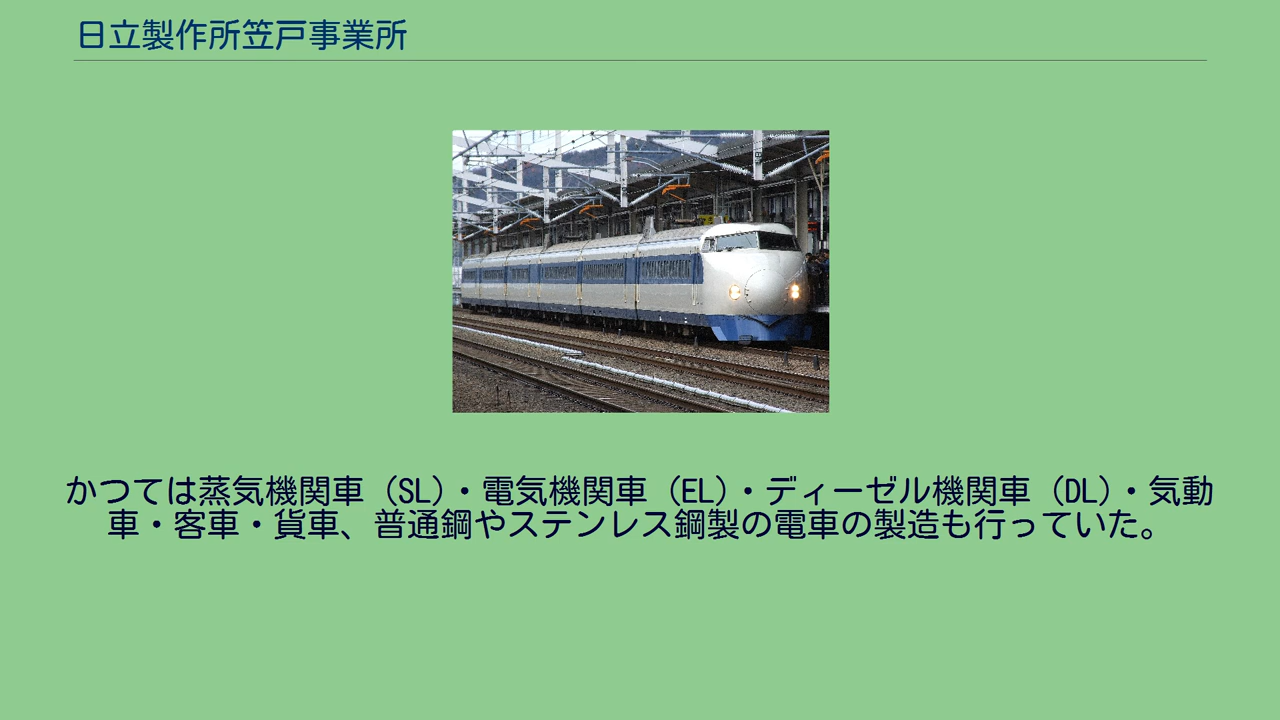 日立製作所笠戸事業所
かつては蒸気機関車（SL）・電気機関車（EL）・ディーゼル機関車（DL）・気動
車・客車・貨車、普通鋼やステンレス鋼製の電車の製造も行っていた。